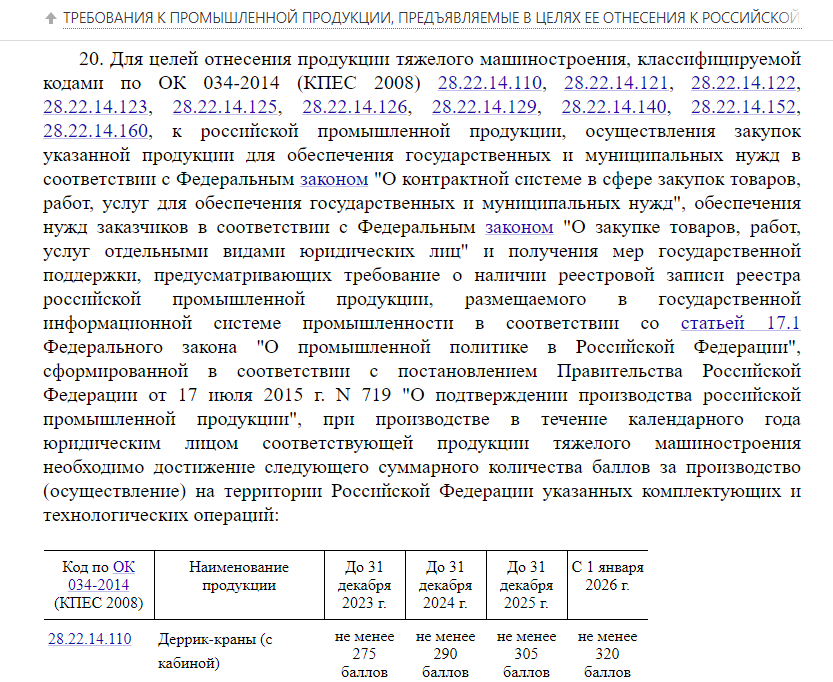 ТРЕБОВАНИЯ К ПРОМЫШЛЕННОЙ ПРОДУКЦИИ, ПРЕДЪЯВЛЯЕМЫЕ В ЦЕЛЯХ ЕЕ ОТНЕСЕНИЯ К РОССИЙСКОЙ
20. Для целей отнесения продукции тяжелого машиностроения, классифицируемой
кодами по ОК 034-2014 (КПЕС 2008) 28.22.14.110, 28.22.14.121, 28.22.14.122,
28.22.14.123, 28.22.14.125, 28.22.14.126, 28.22.14.129, 28.22.14.140, 28.22.14.152,
28.22.14.160, к российской промышленной продукции, осуществления закупок
указанной продукции для обеспечения государственных и муниципальных нужд в
соответствии с Федеральным законом "О контрактной системе в сфере закупок товаров,
работ, услуг для обеспечения государственных и муниципальных нужд", обеспечения
нужд заказчиков в соответствии с Федеральным законом "О закупке товаров, работ,
услуг отдельными видами юридических лиц" и получения мер государственной
поддержки, предусматривающих требование о наличии реестровой записи реестра
российской промышленной продукции, размещаемого в государственной
информационной системе промышленности в соответствии со статьей 17.1
Федерального закона "О промышленной политике в Российской Федерации",
сформированной в соответствии с постановлением Правительства Российской
Федерации от 17 июля 2015 г. N 719 "О подтверждении производства российской
промышленной продукции", при производстве в течение календарного года
юридическим лицом соответствующей продукции тяжелого машиностроения
необходимо достижение следующего суммарного количества баллов за производство
(осуществление) на территории Российской Федерации указанных комплектующих и
технологических операций:
Код по ОК 034-2014 (КПЕС 2008) Наименование продукции До 31 декабря 2023 г. До 31 декабря 2024 г. До 31 декабря 2025 г. С 1 января 2026 г.
28.22.14.110 Деррик-краны (с кабиной) не менее 275 баллов не менее 290 баллов не менее 305 баллов не менее 320 баллов